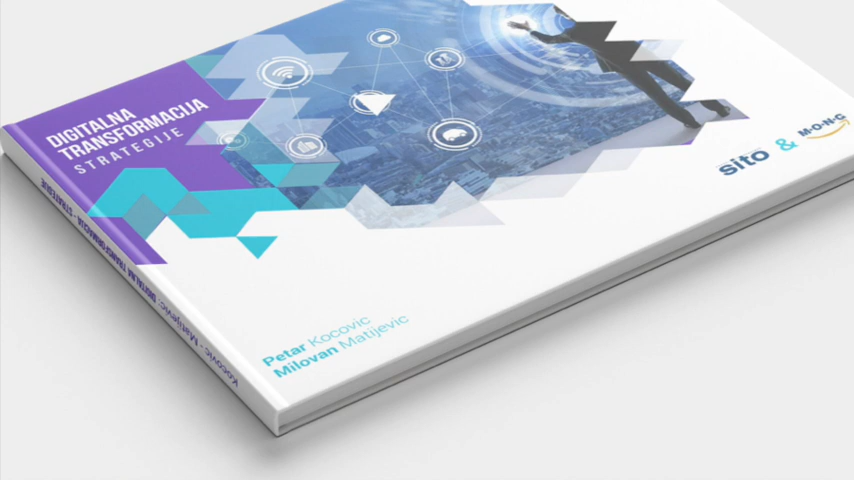 DIGITALNA
TRANSFORMACIJA
STRATEGIJE
sito & M·O·N·G
Petar Kocovic
Milovan Matijevic
Kocovic - Matijevic: DIGITALNA TRANSFORMACIJA - STRATEGIJE